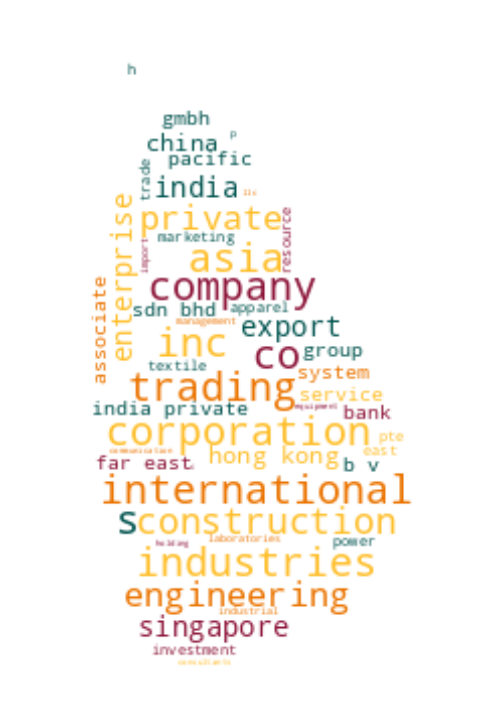 h
gmbh
p
china
pacific
trade
india
llc
enterprise
private
resource
marketing
import
asia
company
associate
sdn bhd
apparel
management
export
inc
co
group
textile
system
trading
service
india private
equipment
bank
corporation
pte
communication
hong kong
east
far east
b v
international
s
construction
holding
laboratories
power
industries
engineering
industrial
singapore
investment
consultants